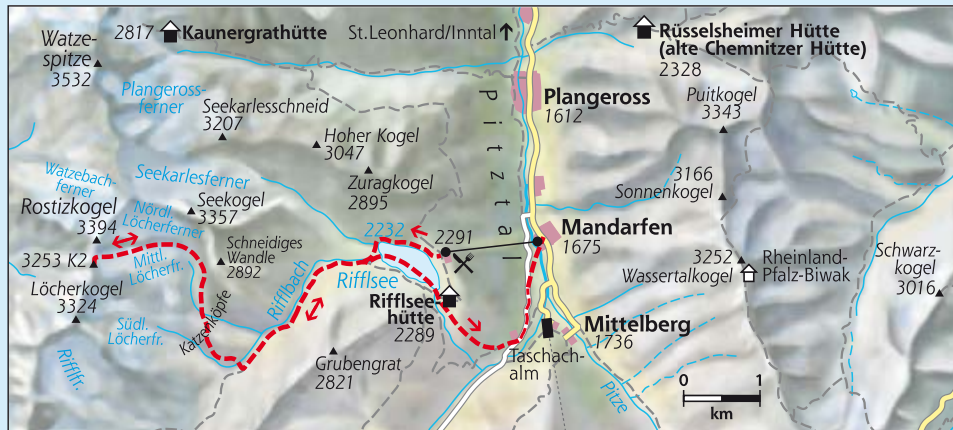 2817 Kaunergrathütte
St.Leonhard/Inntal
Rüsselsheimer Hütte
(alte Chemnitzer Hütte)
2328
Watze-
spitze
3532
Plangeross-
ferner
Seekarlesschneid
3207
Hoher Kogel
3047
Zuragkogel
2895
Pitztal
Plangeross
1612
Puitkogel
3343
3166
Sonnenkogel
Watzebach-
ferner
Seekarlesferner
Rostizkogel
3394
Nördl.
Löcherferner
Seekogel
3357
2232
2291
Mandarfen
1675
3253 K2
Mittl.
Löcherfr.
Schneidiges
Wandle
2892
Rifflsee
Rifflbach
3252
Wassertalkogel
Rheinland-
Pfalz-Biwak
Schwarz-
kogel
3016
Löcherkogel
3324
Katzenköpfe
Rifflsee-
hütte
2289
Südl.
Löcherfr.
Rifflfr.
Grubengrat
2821
Taschach-
alm
Mittelberg
1736
Pitze
0 1
km